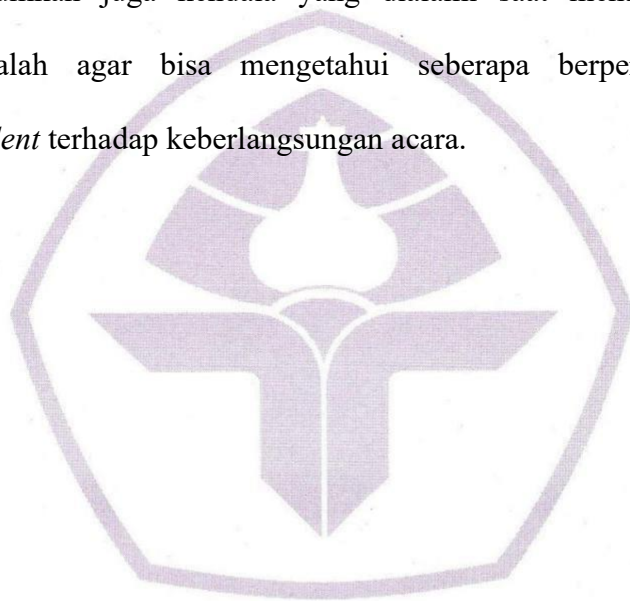 juga kendala yang dialami saat
agar bisa mengetahui seberapa
terhadap keberlangsungan acara.